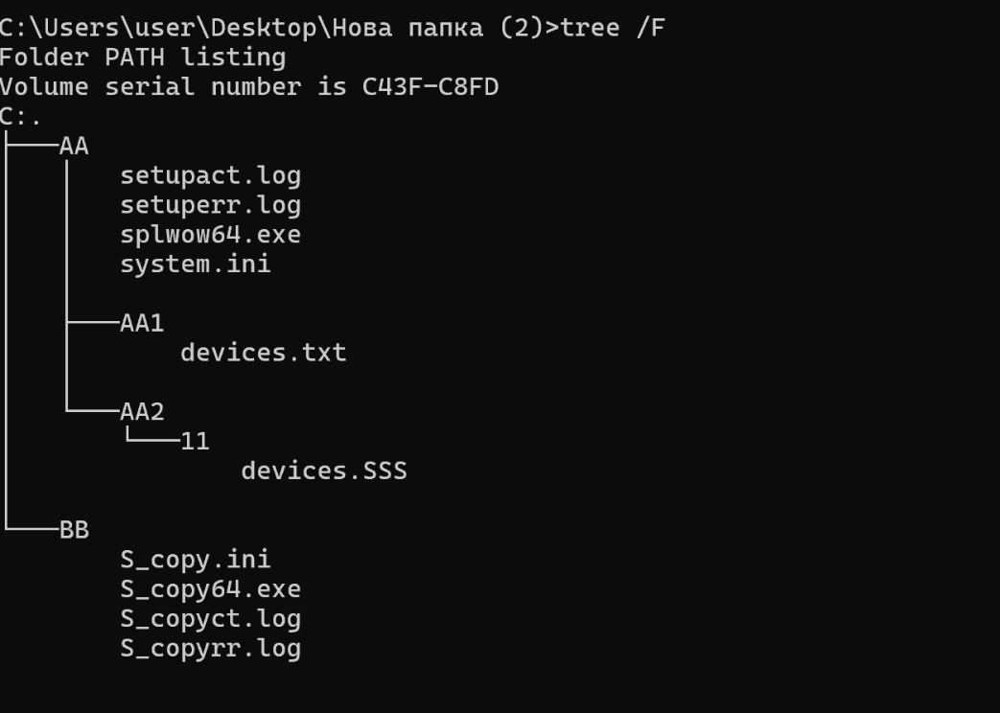 C:\Users\user\Desktop\Нова папка (2)>tree /F
Folder PATH listing
Volume serial number is C43F-C8FD
C:.
├───AA
│   │   setupact.log
│   │   setuperr.log
│   │   splwow64.exe
│   │   system.ini
│   │
│   ├───AA1
│   │       devices.txt
│   │
│   └───AA2
│       └───11
│               devices.SSS
│
└───BB
        S_copy.ini
        S_copy64.exe
        S_copyct.log
        S_copyrr.log